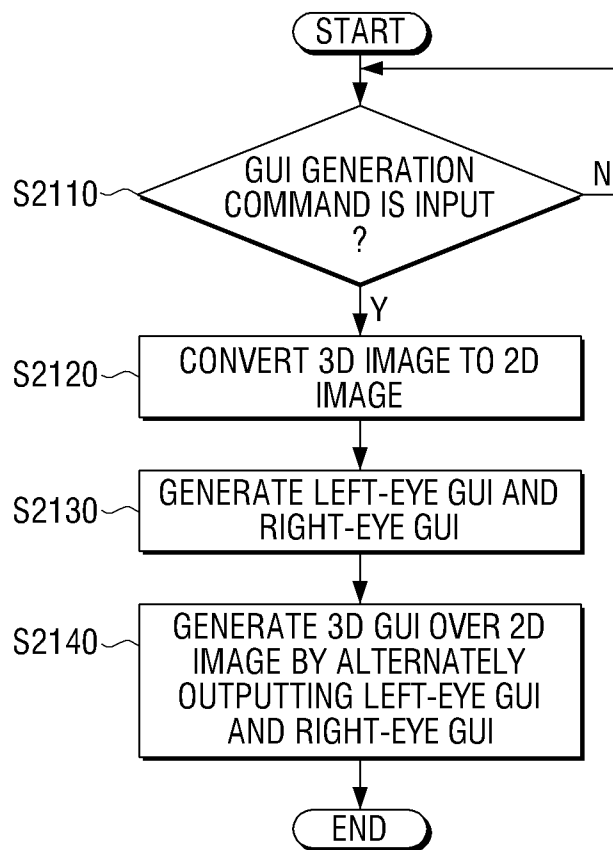 START
GUI GENERATION
COMMAND IS INPUT
?
S2110
N
Y
S2120
CONVERT 3D IMAGE TO 2D
IMAGE
S2130
GENERATE LEFT-EYE GUI AND
RIGHT-EYE GUI
S2140
GENERATE 3D GUI OVER 2D
IMAGE BY ALTERNATELY
OUTPUTTING LEFT-EYE GUI
AND RIGHT-EYE GUI
END